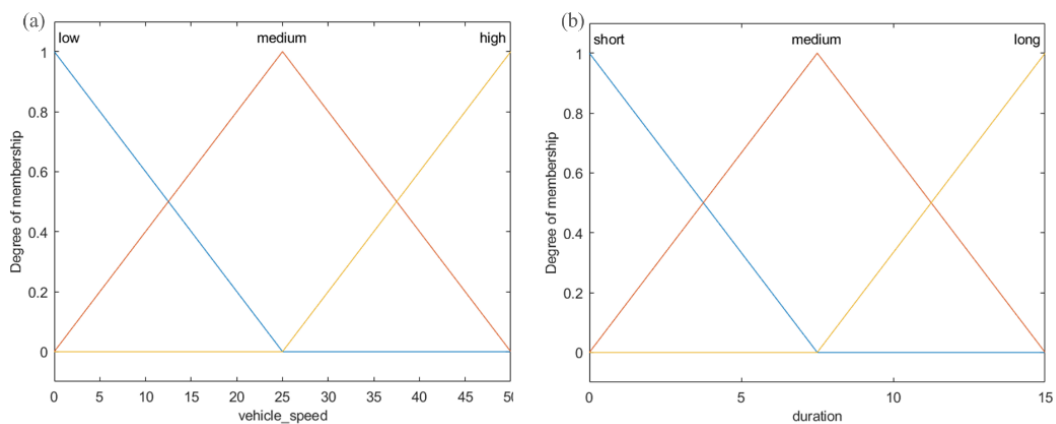 (a)
low medium high
1
0.8
0.6
0.4
0.2
0
Degree of membership
0 5 10 15 20 25 30 35 40 45 50
vehicle_speed
(b)
short medium long
1
0.8
0.6
0.4
0.2
0
Degree of membership
0 5 10 15
duration